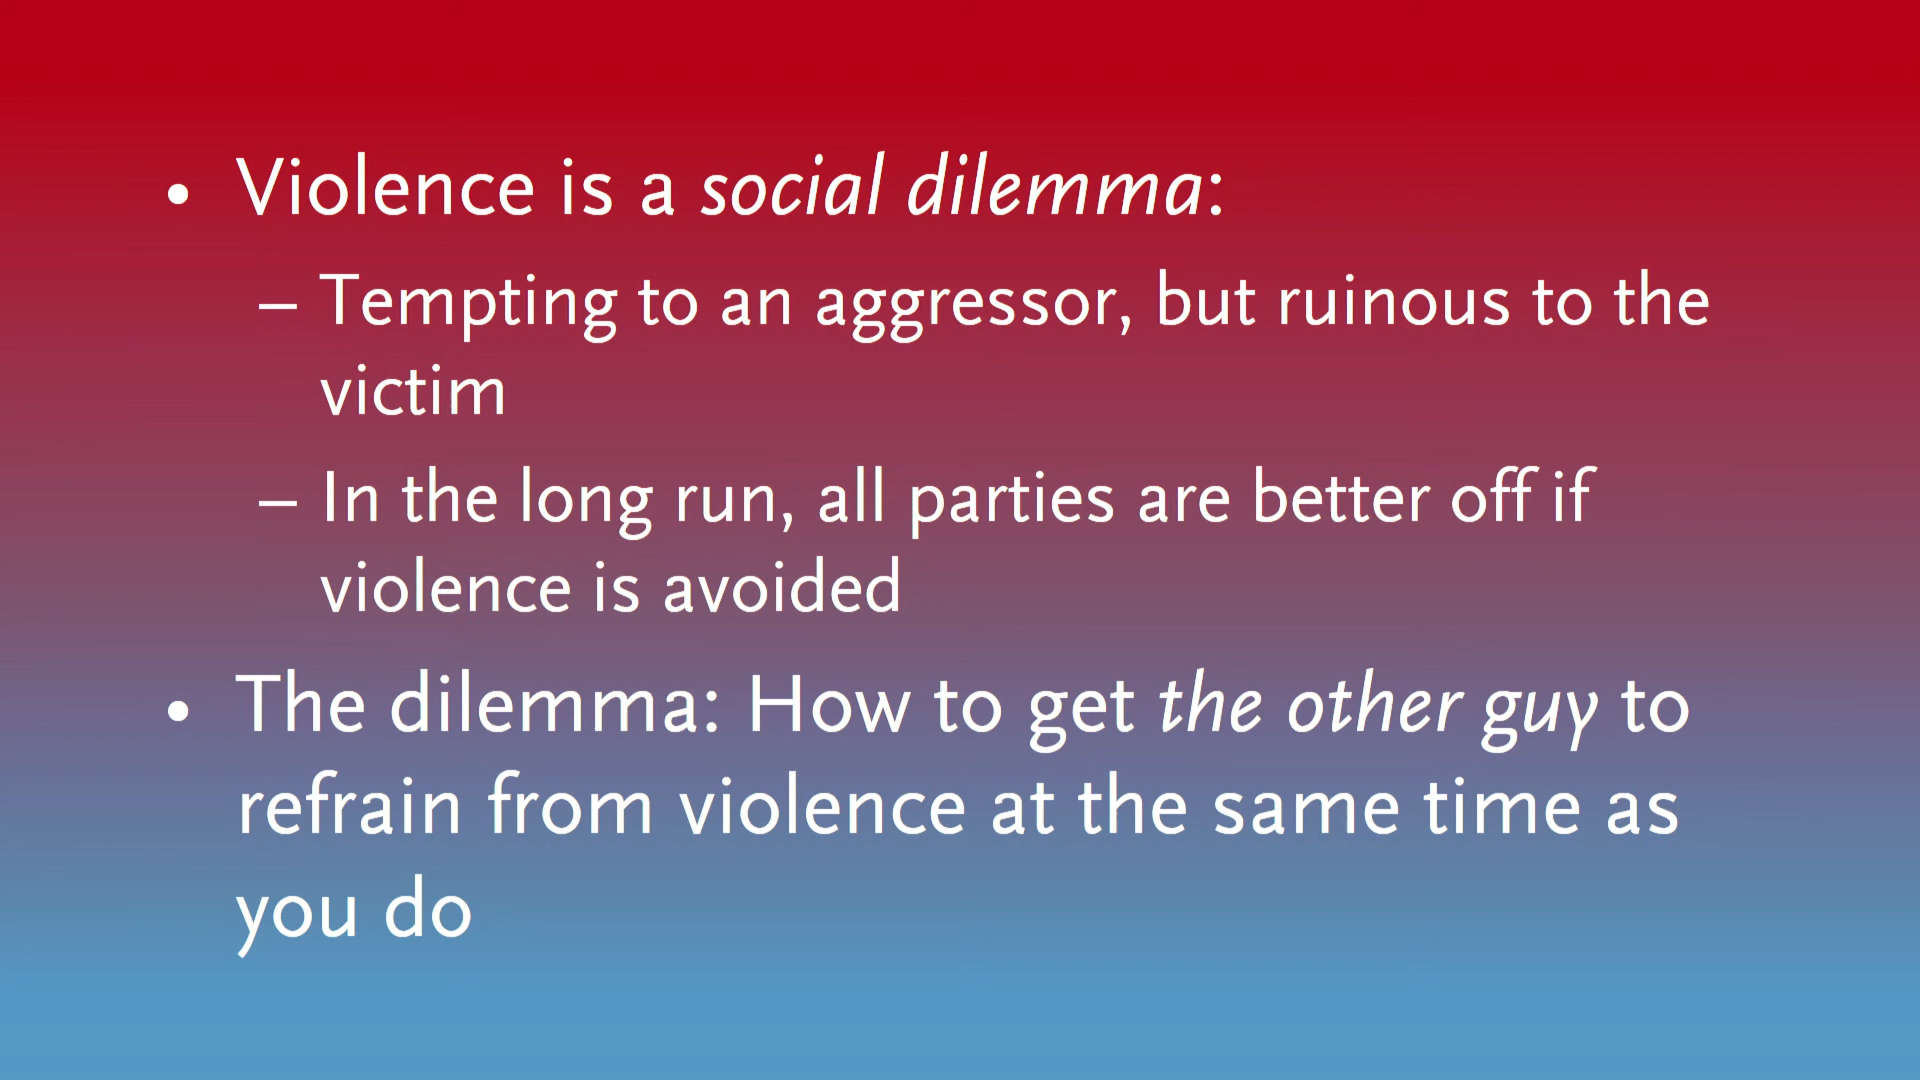 • Violence is a social dilemma:
– Tempting to an aggressor, but ruinous to the
victim
– In the long run, all parties are better off if
violence is avoided
• The dilemma: How to get the other guy to
refrain from violence at the same time as
you do